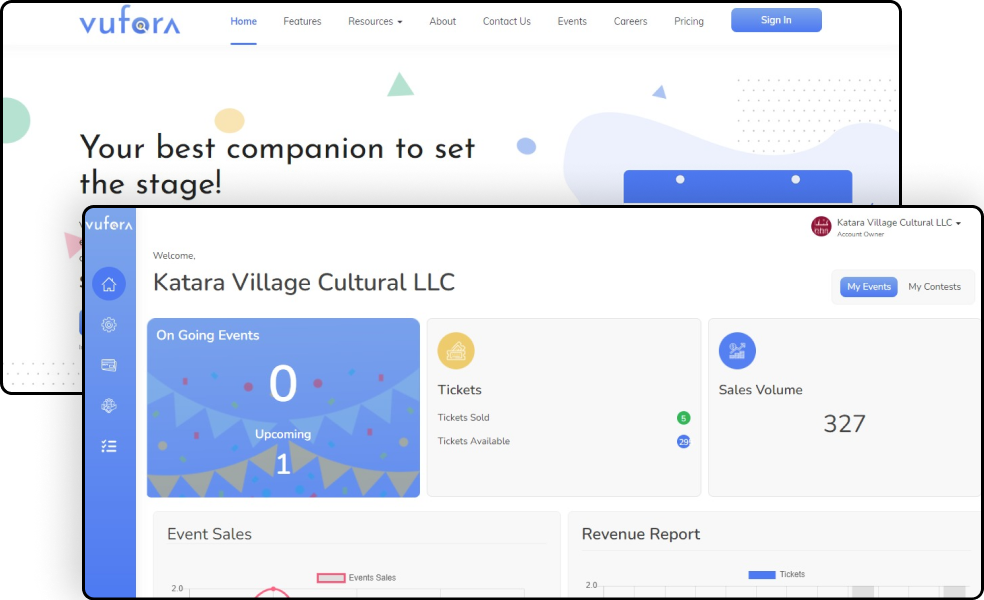 vufora
Home Features Resources About Contact Us Events Careers Pricing Sign In
Your best companion to set
the stage!
vufora
Katara Village Cultural LLC
Account Owner
Welcome,
Katara Village Cultural LLC
My Events My Contests
On Going Events
0
Upcoming
1
Tickets
Tickets Sold 5
Tickets Available
Sales Volume
327
Event Sales
Events Sales
2.0
Revenue Report
Tickets
2.0